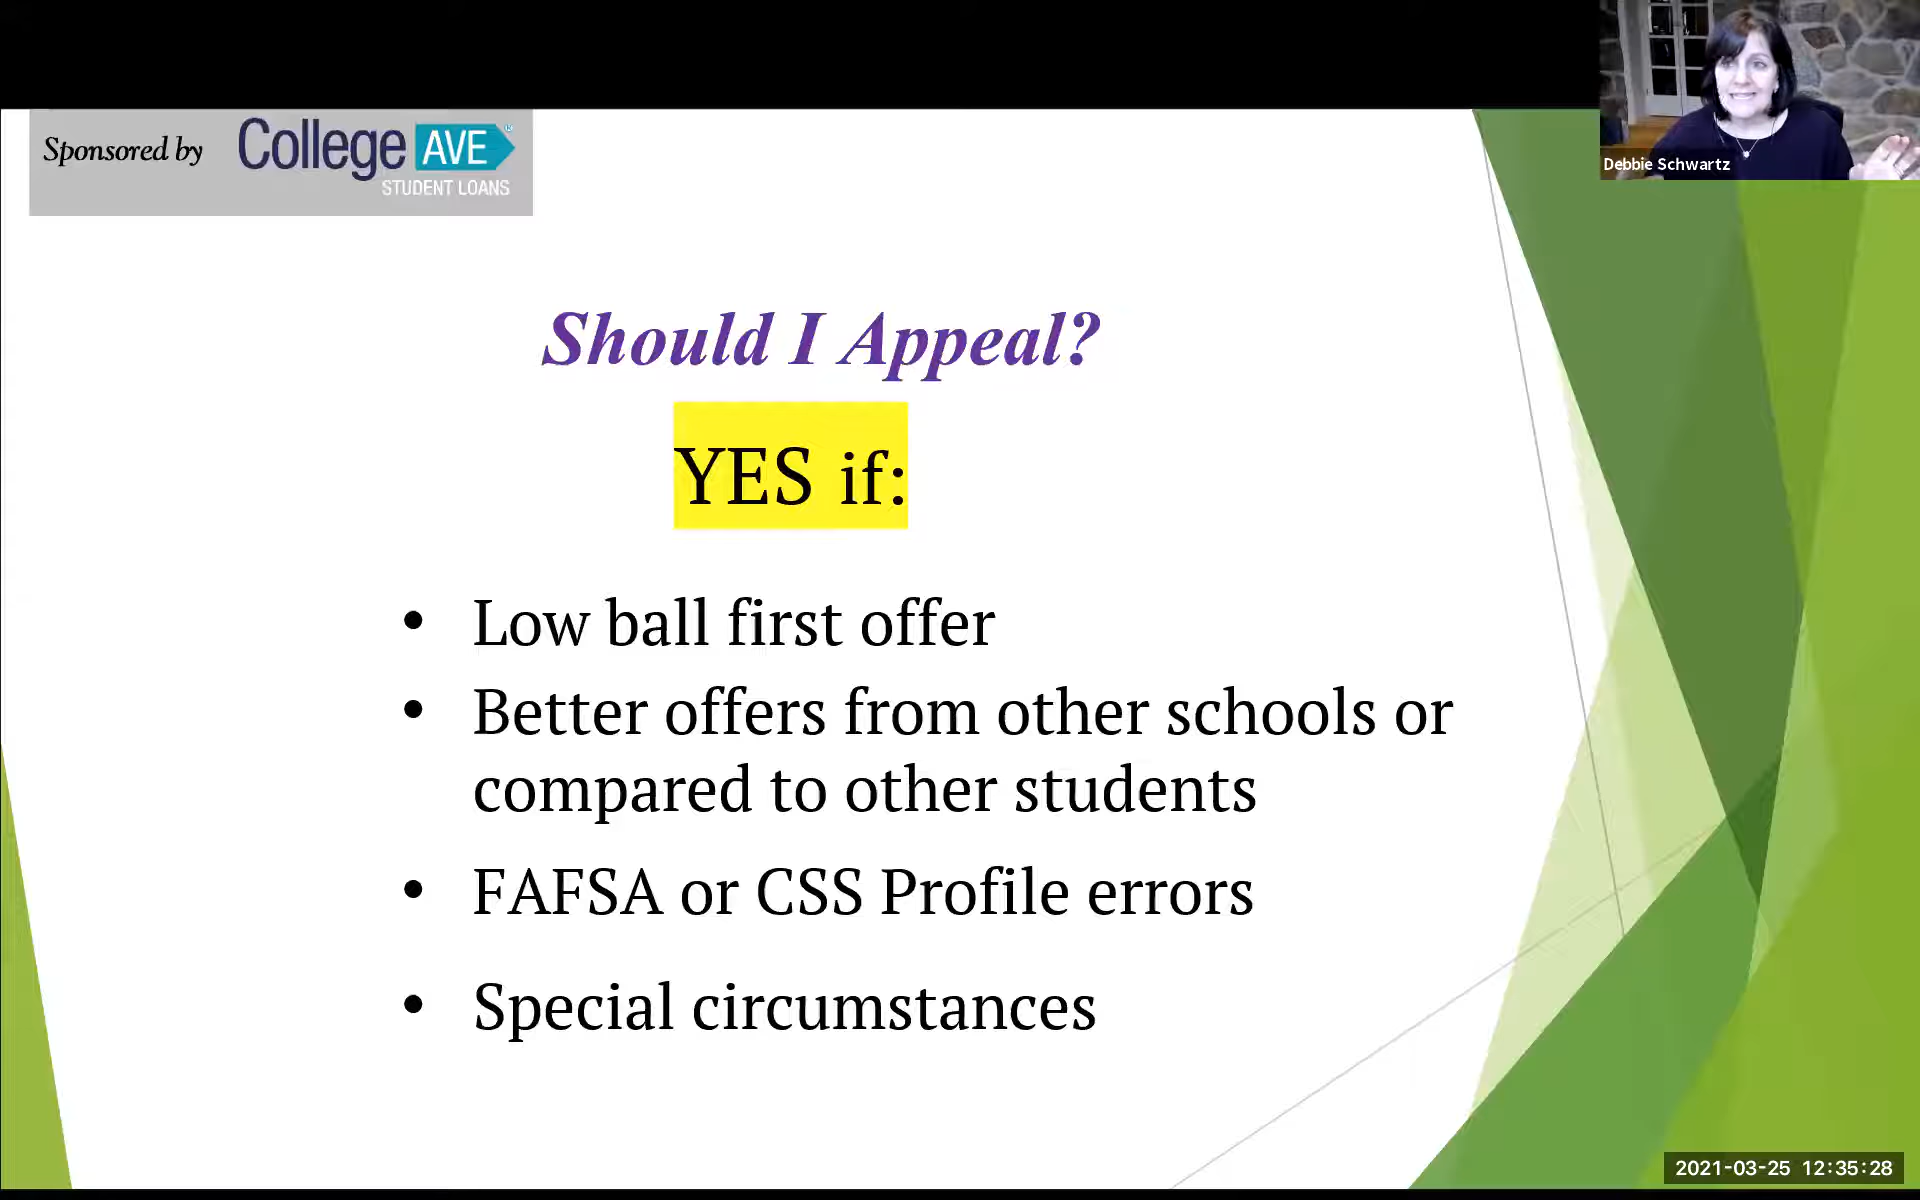 Sponsored by College AVE
STUDENT LOANS
Debbie Schwartz
Should I Appeal?
YES if:
• Low ball first offer
• Better offers from other schools or
compared to other students
• FAFSA or CSS Profile errors
• Special circumstances
2021-03-25 12:35:28